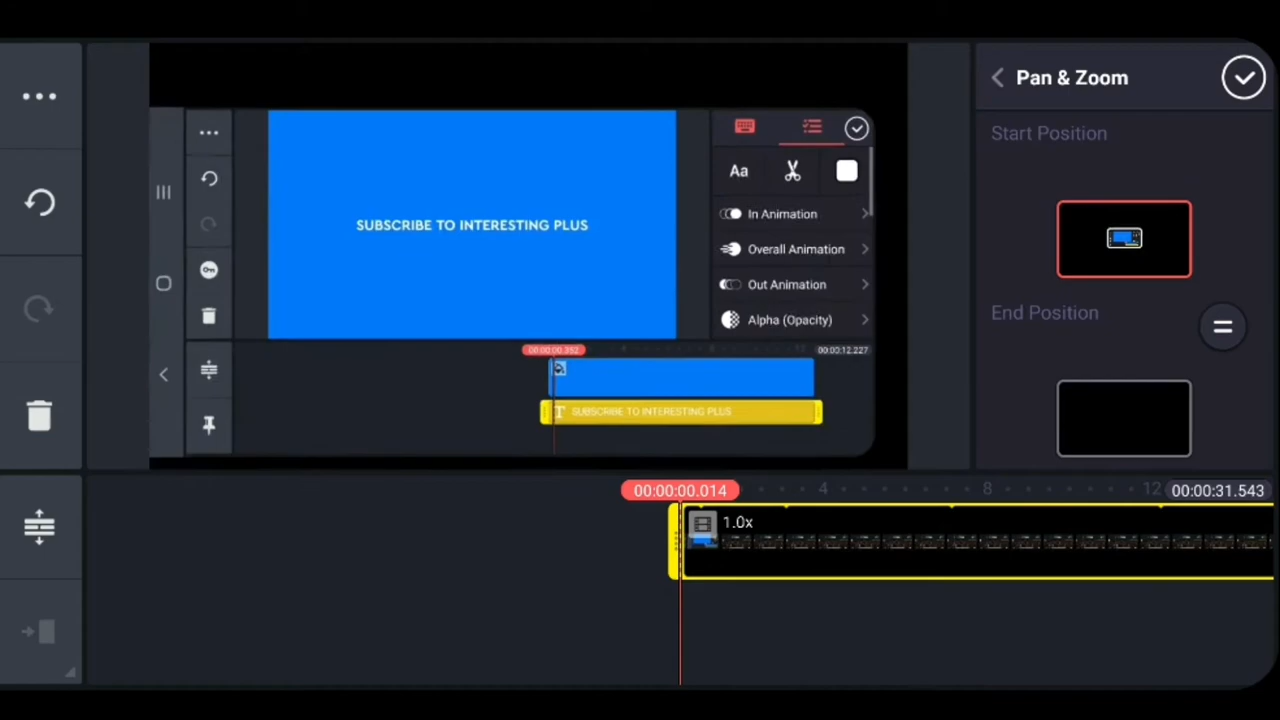 Pan & Zoom
Start Position
End Position
Aa
In Animation
Overall Animation
Out Animation
Alpha (Opacity)
SUBSCRIBE TO INTERESTING PLUS
00:00:00.352
00:00:12.227
T SUBSCRIBE TO INTERESTING PLUS
00:00:00.014
4
8
12
00:00:31.543
1.0x